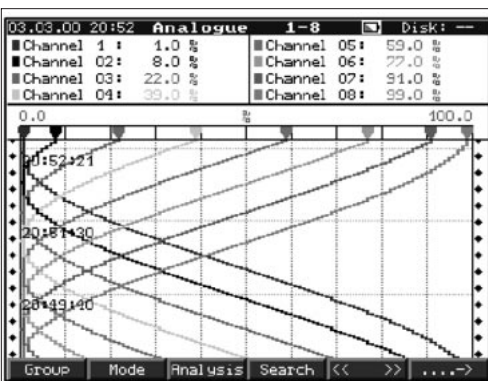 03.03.00 20:52 Analogue 1-8 Disk: --
Channel 1 : 1.0 %
Channel 02: 8.0 %
Channel 03: 22.0 %
Channel 04: 39.0 %
Channel 05: 59.0 %
Channel 06: 77.0 %
Channel 07: 91.0 %
Channel 08: 99.0 %
0.0 % 100.0
20:52:21
20:51:30
20:49:40
Group Mode Analysis Search << >> ....->